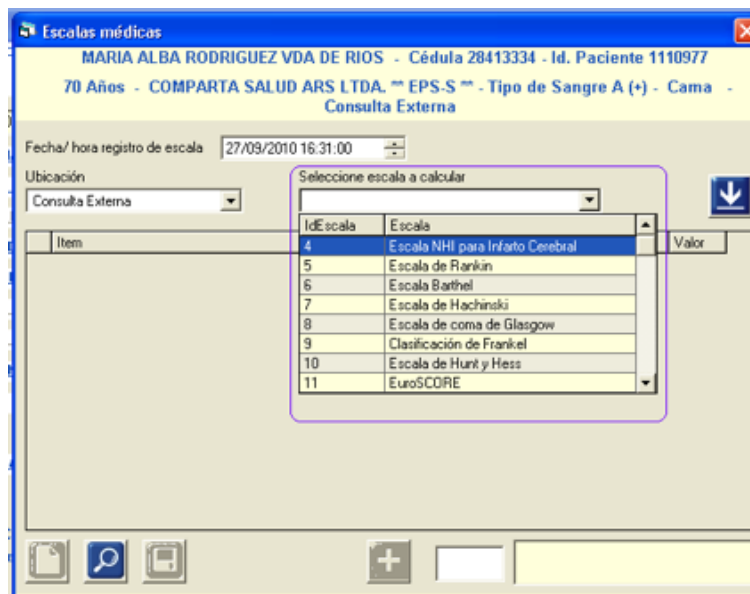 Escalas médicas
MARIA ALBA RODRIGUEZ VDA DE RIOS - Cédula 28413334 - Id. Paciente 1110977
70 Años - COMPARTA SALUD ARS LTDA. ** EPS-S ** - Tipo de Sangre A (+) - Cama -
Consulta Externa
Fecha/ hora registro de escala 27/09/2010 16:31:00
Ubicación Seleccione escala a calcular
Consulta Externa
IdEscala Escala
Item Valor
4 Escala NHI para Infarto Cerebral
5 Escala de Rankin
6 Escala Barthel
7 Escala de Hachinski
8 Escala de coma de Glasgow
9 Clasificación de Frankel
10 Escala de Hunt y Hess
11 EuroSCORE